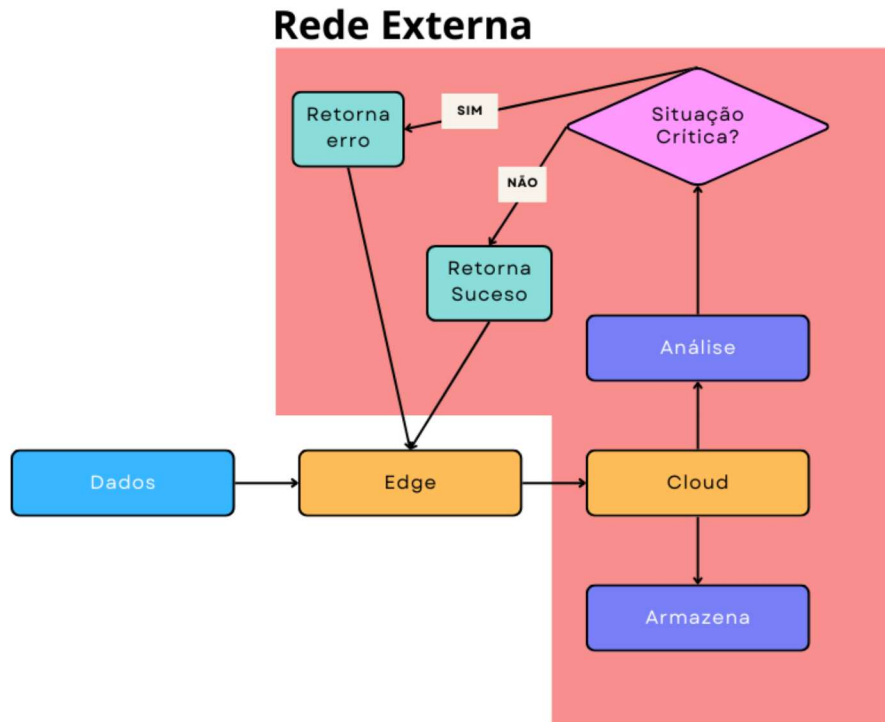 Rede Externa
Retorna
erro
SIM
Situação
Crítica?
NÃO
Retorna
Suceso
Análise
Dados
Edge
Cloud
Armazena